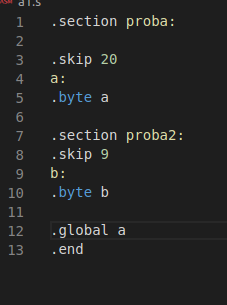 a1.s
1 .section proba:
2
3 .skip 20
4 a:
5 .byte a
6
7 .section proba2:
8 .skip 9
9 b:
10 .byte b
11
12 .global a
13 .end